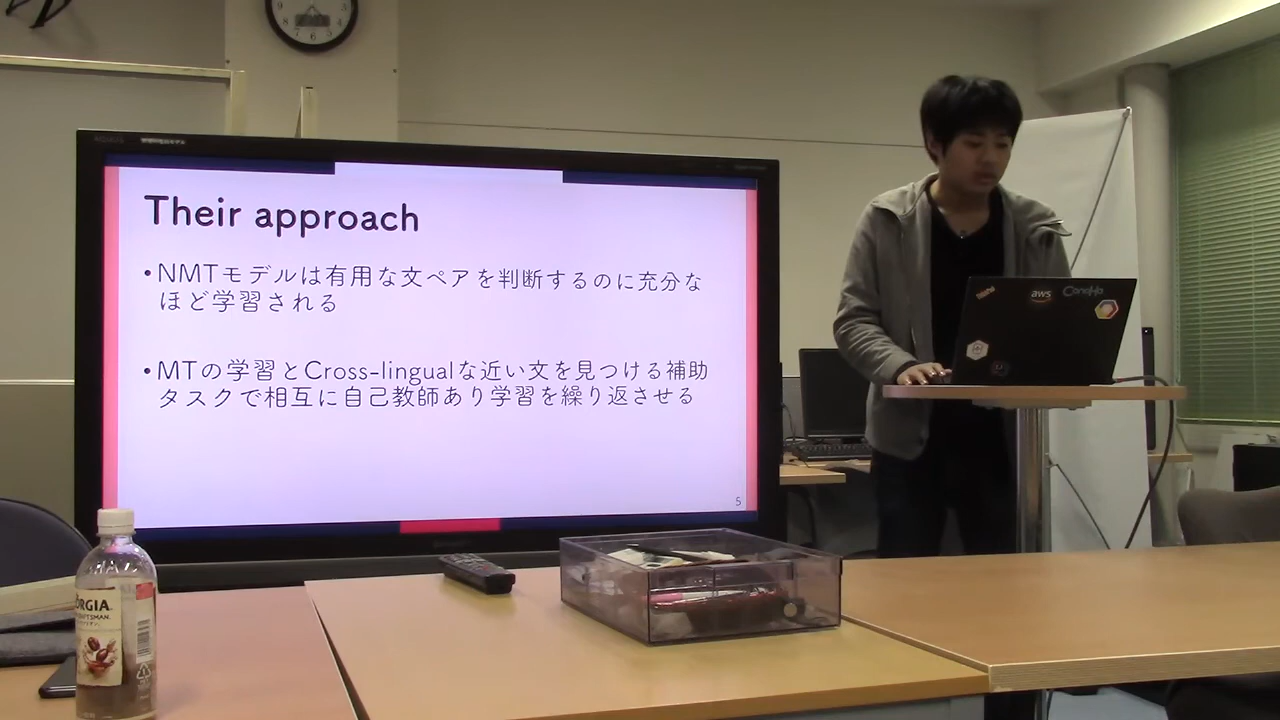 Their approach
•NMTモデルは有用な文ペアを判断するのに充分な
ほど学習される
•MTの学習とCross-lingualな近い文を見つける補助
タスクで相互に自己教師あり学習を繰り返させる
5
aws
ConoHa
ORGIA